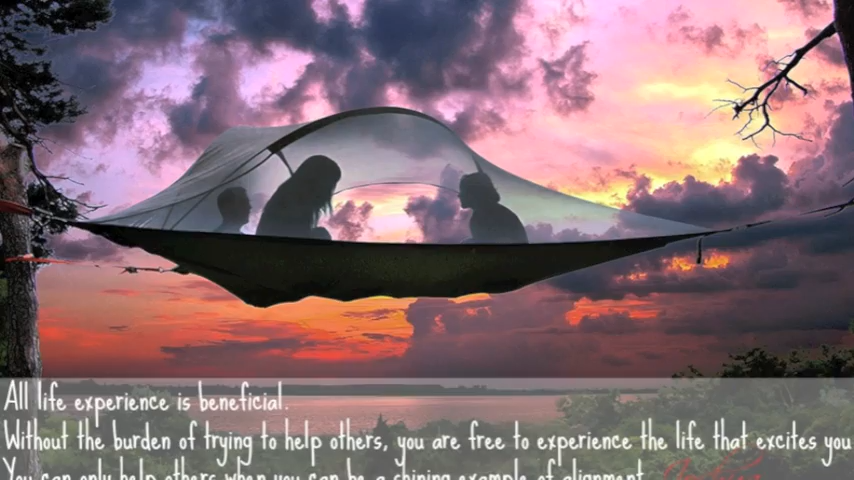 All life experience is beneficial.
Without the burden of trying to help others, you are free to experience the life that excites you
You can only help others when you can be a shining example of alignment.